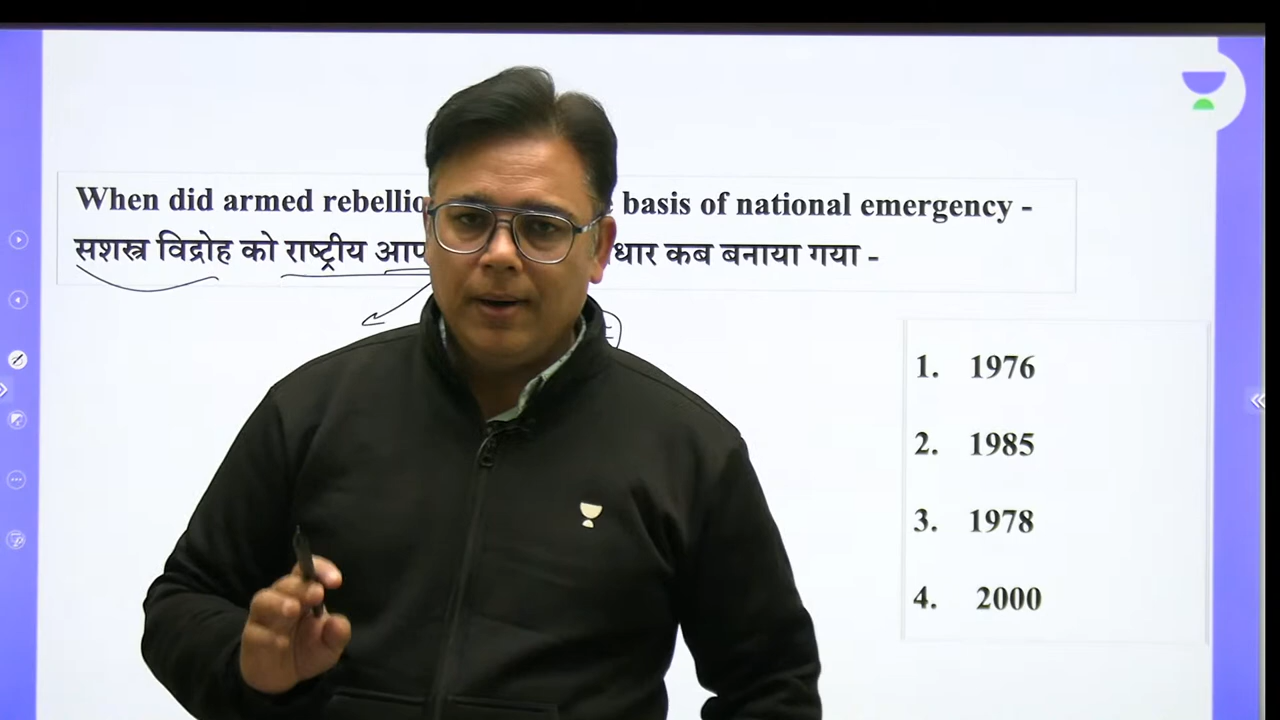 When did armed rebellio basis of national emergency -
सशस्त्र विद्रोह को राष्ट्रीय आप धार कब बनाया गया -
1. 1976
2. 1985
3. 1978
4. 2000